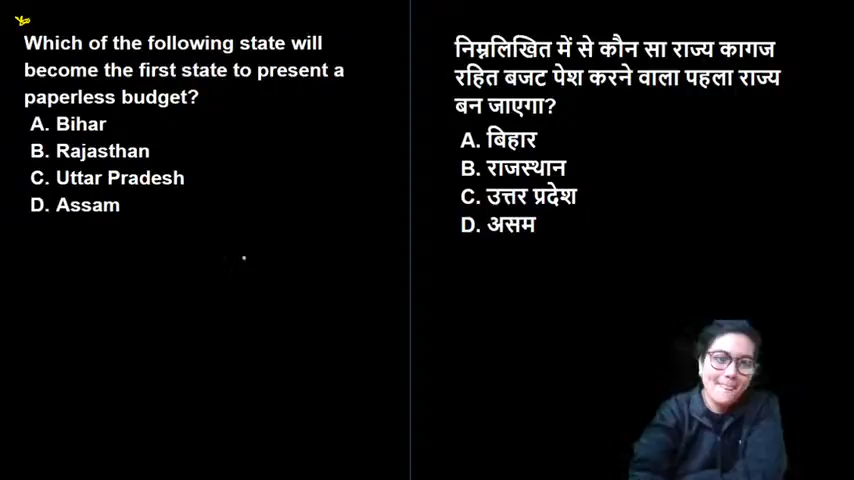 Which of the following state will
become the first state to present a
paperless budget?
A. Bihar
B. Rajasthan
C. Uttar Pradesh
D. Assam
निम्नलिखित में से कौन सा राज्य कागज
रहित बजट पेश करने वाला पहला राज्य
बन जाएगा?
A. बिहार
B. राजस्थान
C. उत्तर प्रदेश
D. असम